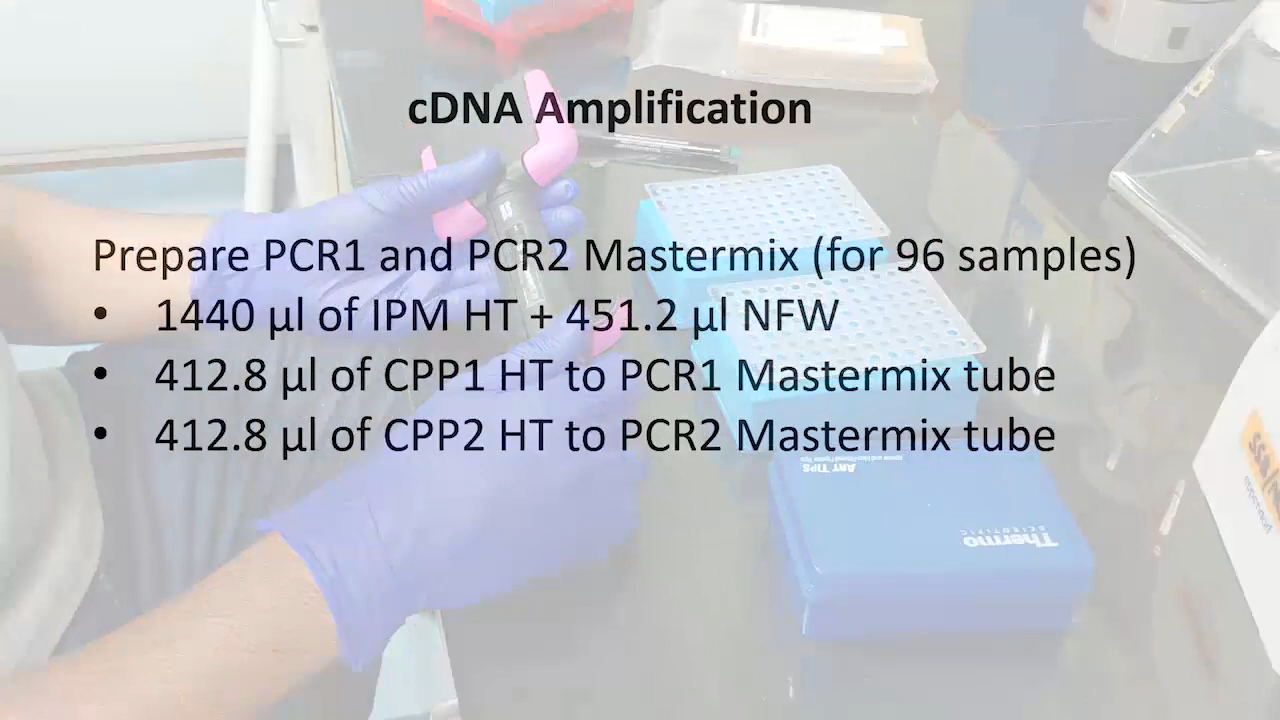 cDNA Amplification
Prepare PCR1 and PCR2 Mastermix (for 96 samples)
• 1440 µl of IPM HT + 451.2 µl NFW
• 412.8 µl of CPP1 HT to PCR1 Mastermix tube
• 412.8 µl of CPP2 HT to PCR2 Mastermix tube
ART TIPS
Thermo
SCIENTIFIC